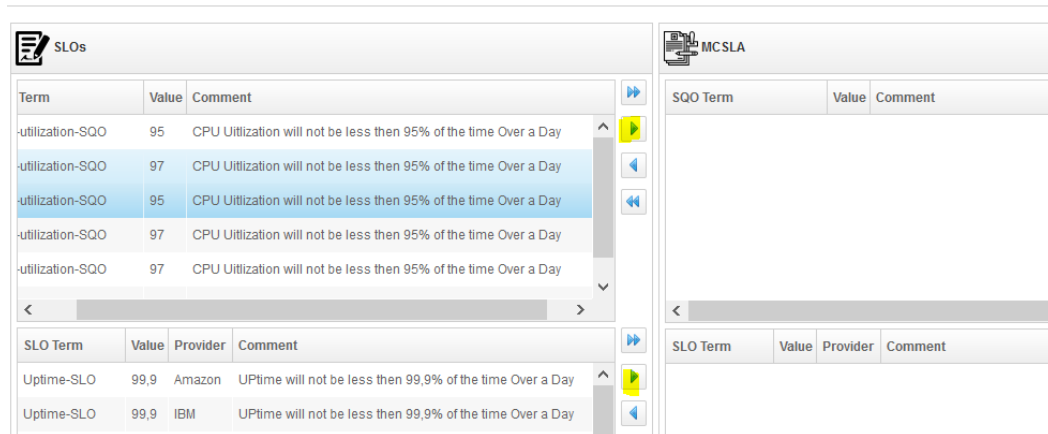 SLOs
MCSLA
Term Value Comment
SQO Term Value Comment
-utilization-SQO 95 CPU Uitlization will not be less then 95% of the time Over a Day
-utilization-SQO 97 CPU Uitlization will not be less then 95% of the time Over a Day
-utilization-SQO 95 CPU Uitlization will not be less then 95% of the time Over a Day
-utilization-SQO 97 CPU Uitlization will not be less then 95% of the time Over a Day
-utilization-SQO 97 CPU Uitlization will not be less then 95% of the time Over a Day
SLO Term Value Provider Comment
SLO Term Value Provider Comment
Uptime-SLO 99,9 Amazon UPtime will not be less then 99,9% of the time Over a Day
Uptime-SLO 99,9 IBM UPtime will not be less then 99,9% of the time Over a Day